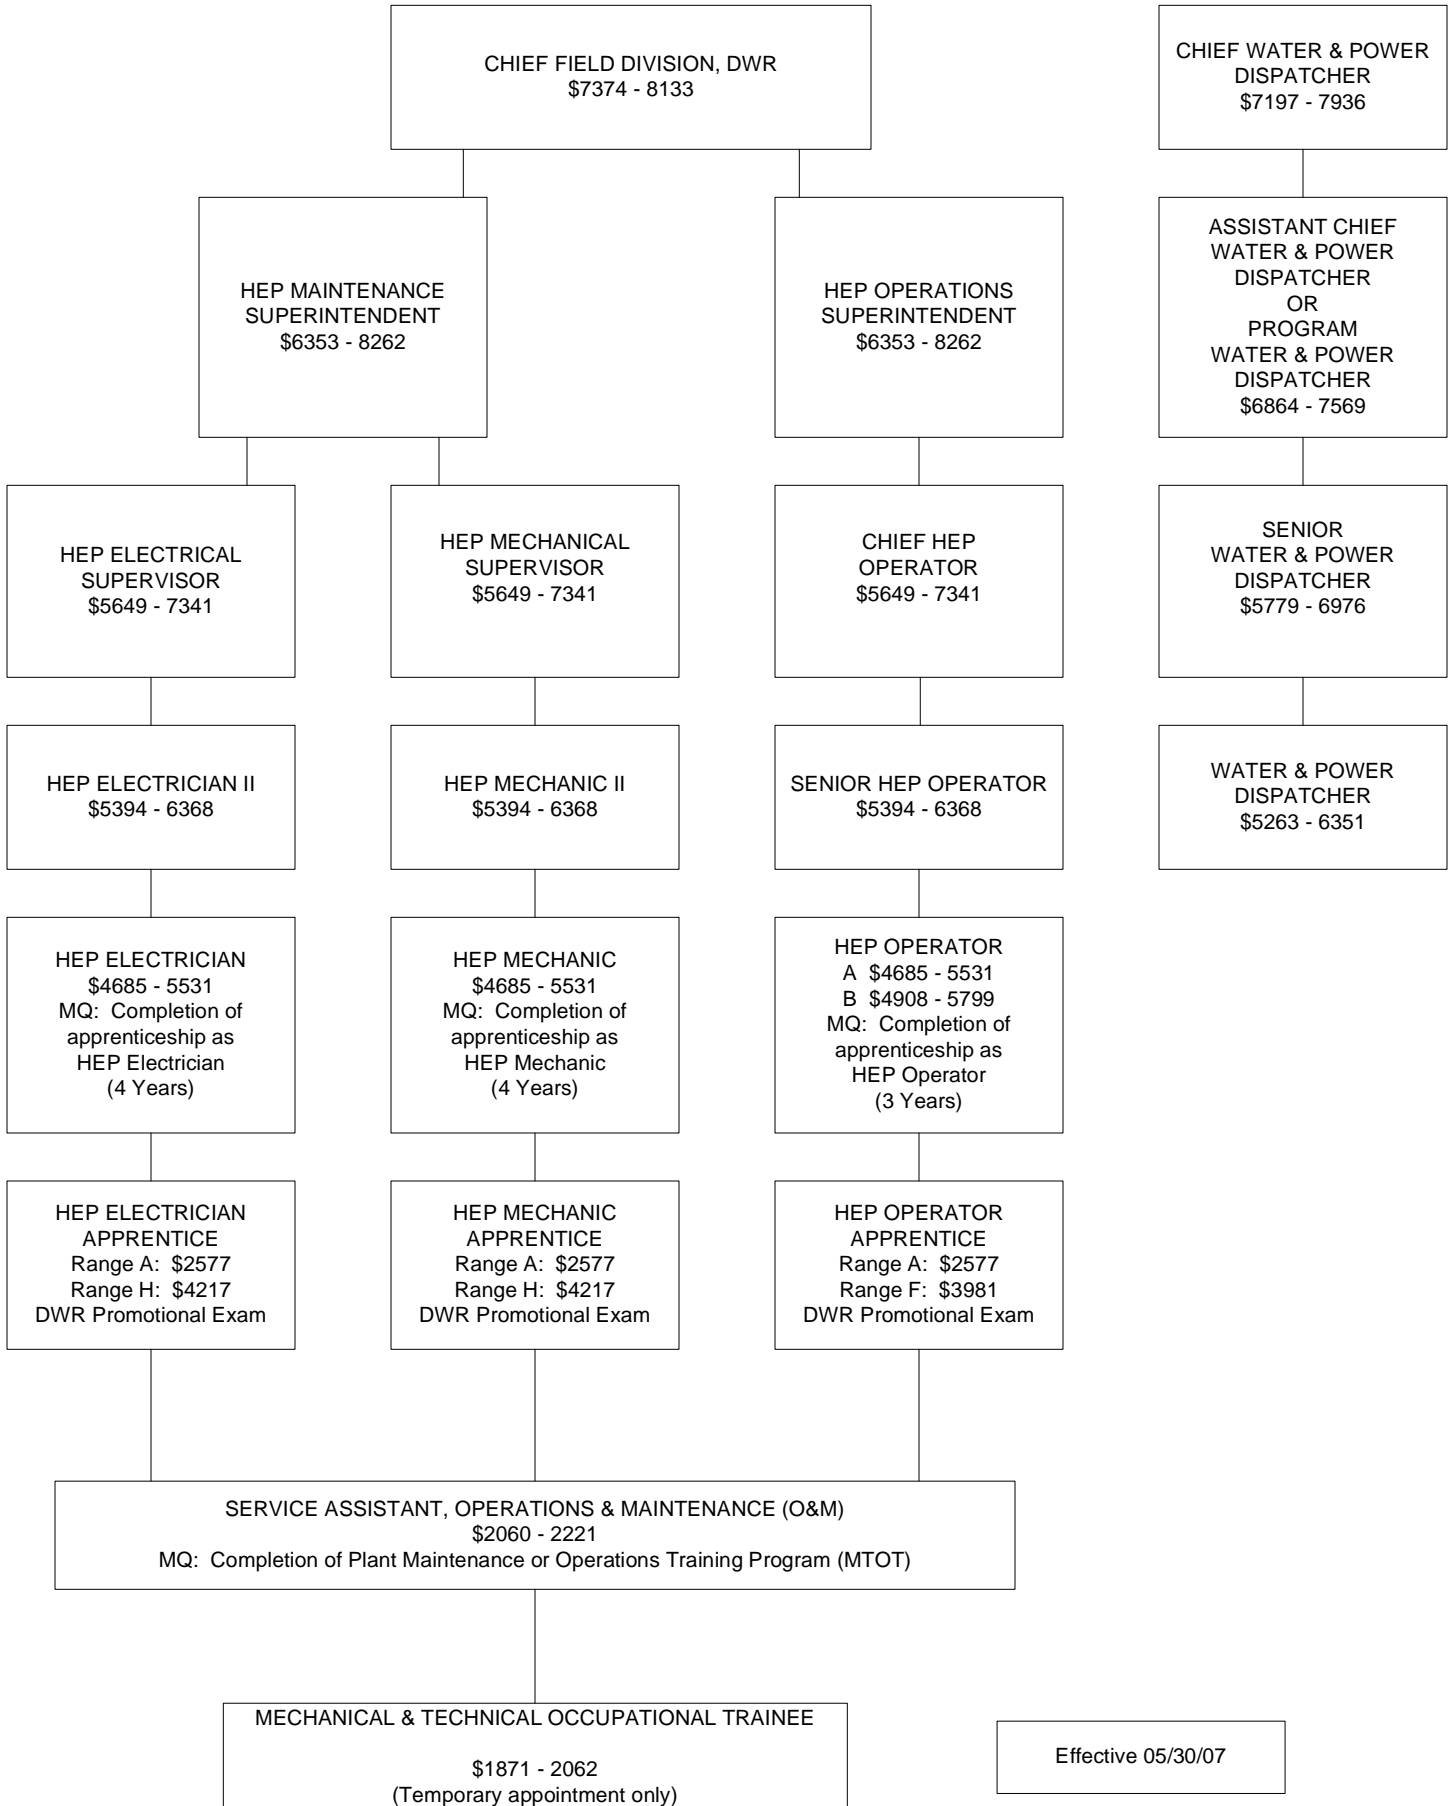 CHIEF FIELD DIVISION, DWR
$7374 - 8133
CHIEF WATER & POWER
DISPATCHER
$7197 - 7936
HEP MAINTENANCE
SUPERINTENDENT
$6353 - 8262
HEP OPERATIONS
SUPERINTENDENT
$6353 - 8262
ASSISTANT CHIEF
WATER & POWER
DISPATCHER
OR
PROGRAM
WATER & POWER
DISPATCHER
$6864 - 7569
HEP ELECTRICAL
SUPERVISOR
$5649 - 7341
HEP MECHANICAL
SUPERVISOR
$5649 - 7341
CHIEF HEP
OPERATOR
$5649 - 7341
SENIOR
WATER & POWER
DISPATCHER
$5779 - 6976
HEP ELECTRICIAN II
$5394 - 6368
HEP MECHANIC II
$5394 - 6368
SENIOR HEP OPERATOR
$5394 - 6368
WATER & POWER
DISPATCHER
$5263 - 6351
HEP ELECTRICIAN
$4685 - 5531
MQ:  Completion of
apprenticeship as
HEP Electrician
(4 Years)
HEP MECHANIC
$4685 - 5531
MQ:  Completion of
apprenticeship as
HEP Mechanic
(4 Years)
HEP OPERATOR
A  $4685 - 5531
B  $4908 - 5799
MQ:  Completion of
apprenticeship as
HEP Operator
(3 Years)
HEP ELECTRICIAN
APPRENTICE
Range A:  $2577
Range H:  $4217
DWR Promotional Exam
HEP MECHANIC
APPRENTICE
Range A:  $2577
Range H:  $4217
DWR Promotional Exam
HEP OPERATOR
APPRENTICE
Range A:  $2577
Range F:  $3981
DWR Promotional Exam
SERVICE ASSISTANT, OPERATIONS & MAINTENANCE (O&M)
$2060 - 2221
MQ:  Completion of Plant Maintenance or Operations Training Program (MTOT)
MECHANICAL & TECHNICAL OCCUPATIONAL TRAINEE
$1871 - 2062
(Temporary appointment only)
Effective 05/30/07